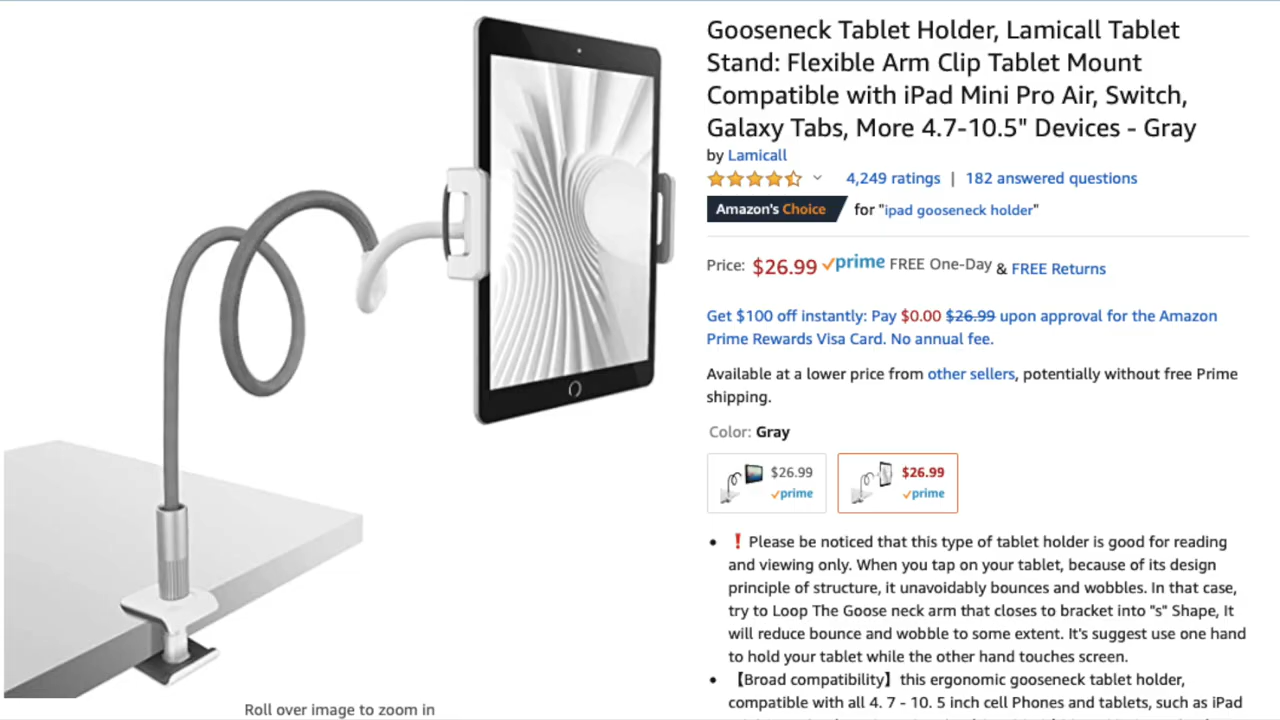 Gooseneck Tablet Holder, Lamicall Tablet
Stand: Flexible Arm Clip Tablet Mount
Compatible with iPad Mini Pro Air, Switch,
Galaxy Tabs, More 4.7-10.5" Devices - Gray
by Lamicall
4,249 ratings | 182 answered questions
Amazon's Choice for "ipad gooseneck holder"
Price: $26.99 prime FREE One-Day & FREE Returns
Get $100 off instantly: Pay $0.00 $26.99 upon approval for the Amazon
Prime Rewards Visa Card. No annual fee.
Available at a lower price from other sellers, potentially without free Prime
shipping.
Color: Gray
$26.99 $26.99
prime prime
• ❗ Please be noticed that this type of tablet holder is good for reading
and viewing only. When you tap on your tablet, because of its design
principle of structure, it unavoidably bounces and wobbles. In that case,
try to Loop The Goose neck arm that closes to bracket into "s" Shape, It
will reduce bounce and wobble to some extent. It's suggest use one hand
to hold your tablet while the other hand touches screen.
• 【Broad compatibility】this ergonomic gooseneck tablet holder,
compatible with all 4. 7 - 10. 5 inch cell Phones and tablets, such as iPad
Roll over image to zoom in